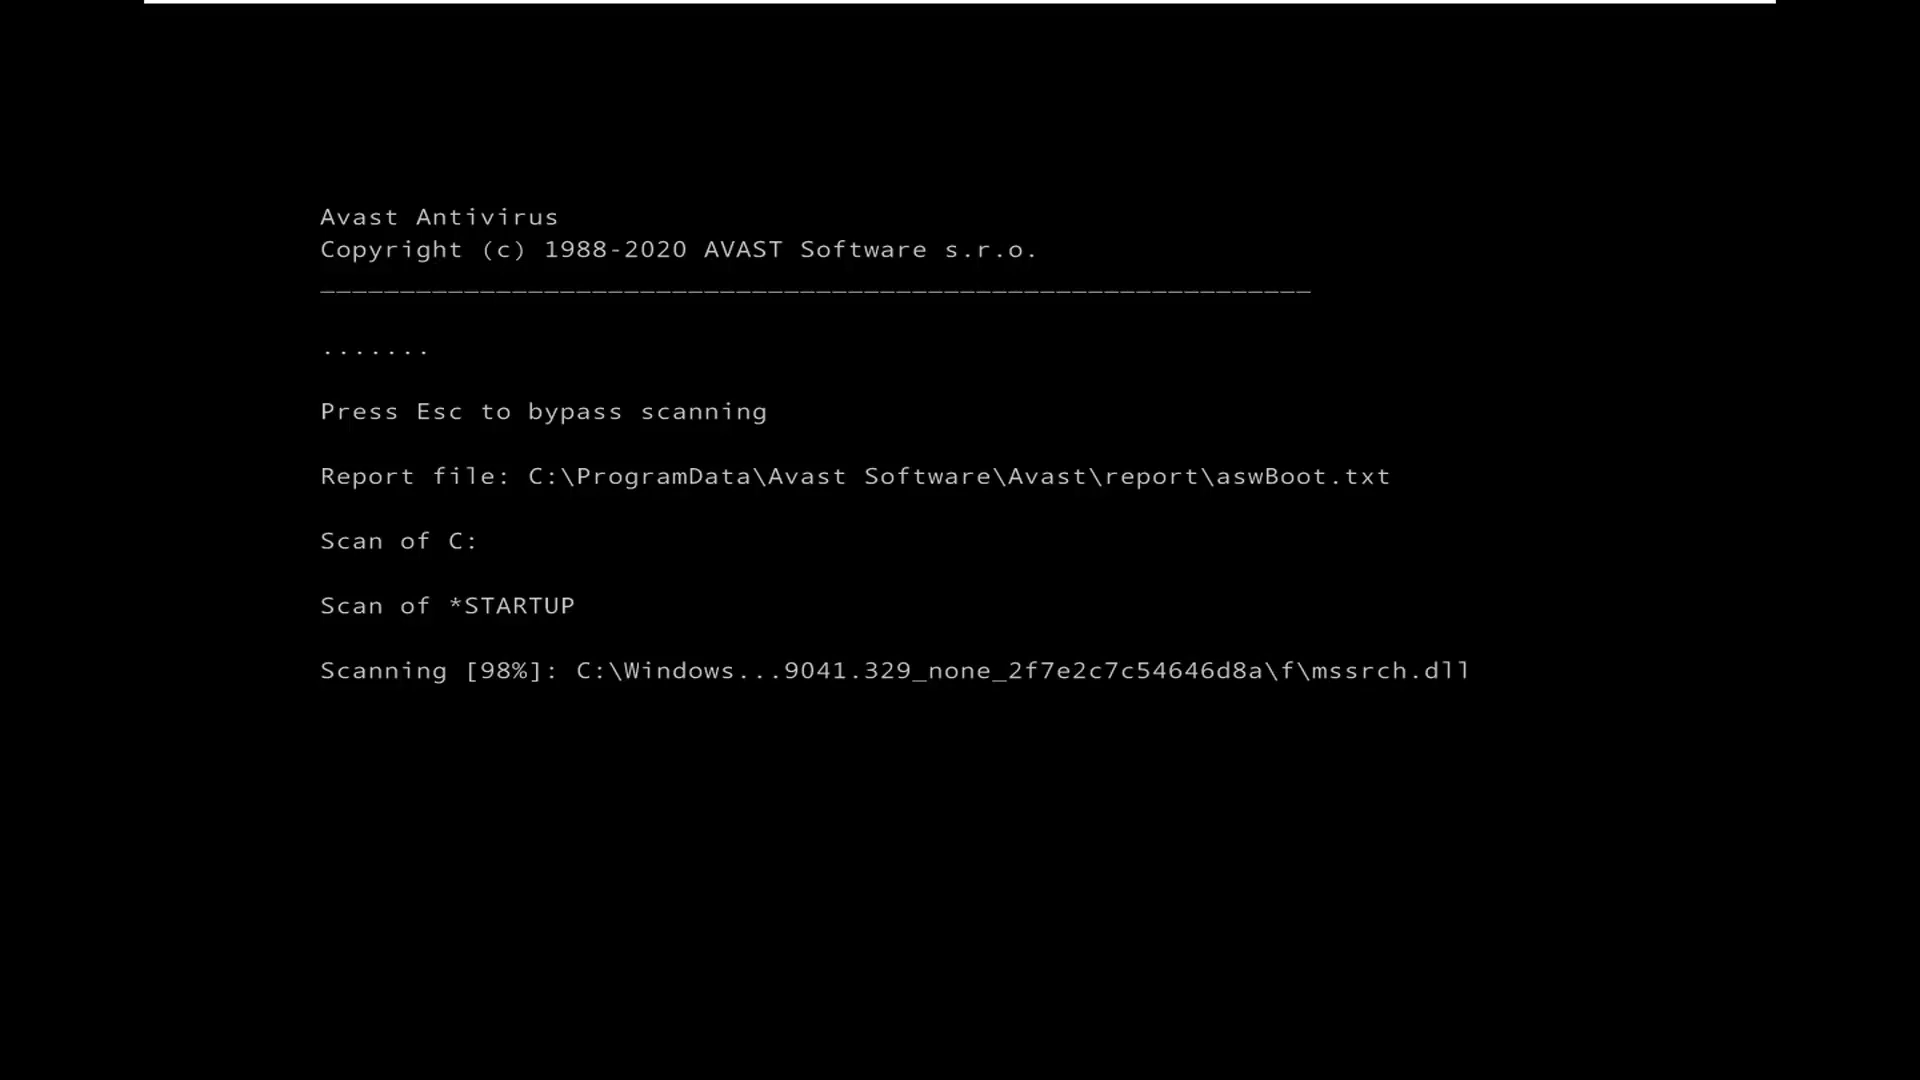 Avast Antivirus
Copyright (c) 1988-2020 AVAST Software s.r.o.
______________________________________________________________
.......
Press Esc to bypass scanning
Report file: C:\ProgramData\Avast Software\Avast\report\aswBoot.txt
Scan of C:
Scan of *STARTUP
Scanning [98%]: C:\Windows...9041.329_none_2f7e2c7c54646d8a\f\mssrch.dll